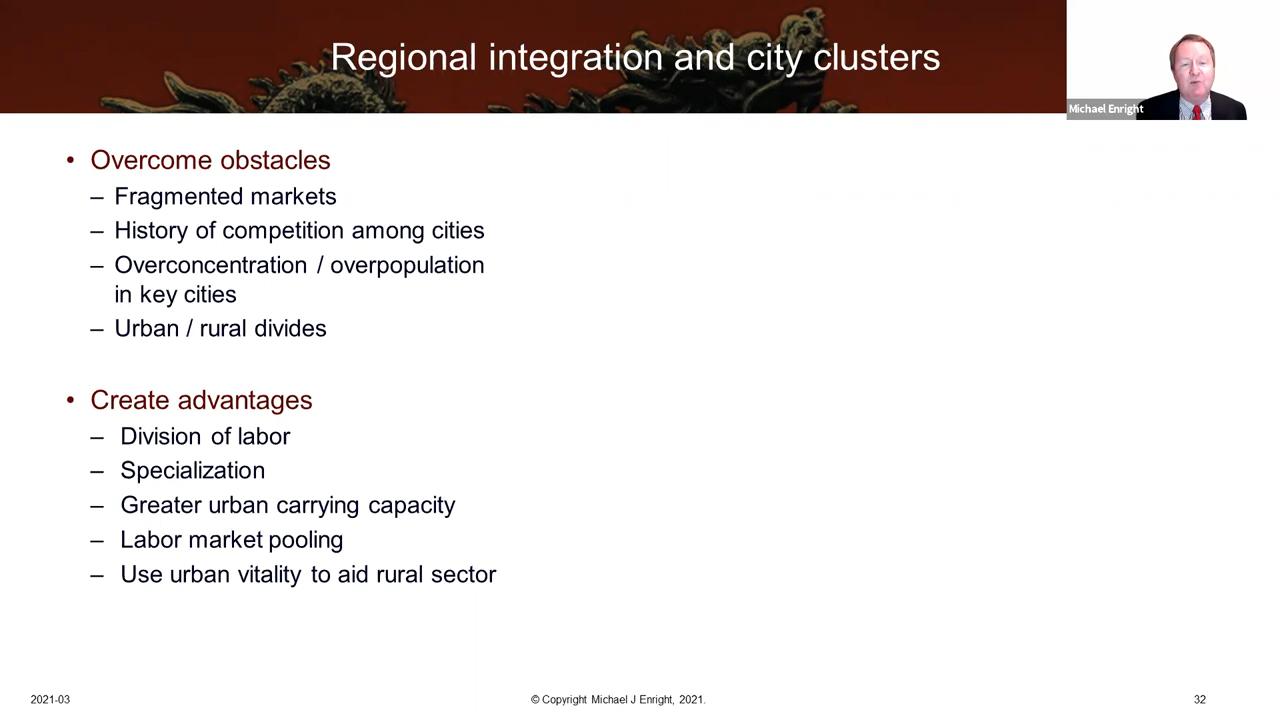 Regional integration and city clusters
Michael Enright
• Overcome obstacles
– Fragmented markets
– History of competition among cities
– Overconcentration / overpopulation
in key cities
– Urban / rural divides
• Create advantages
– Division of labor
– Specialization
– Greater urban carrying capacity
– Labor market pooling
– Use urban vitality to aid rural sector
2021-03
© Copyright Michael J Enright, 2021.
32